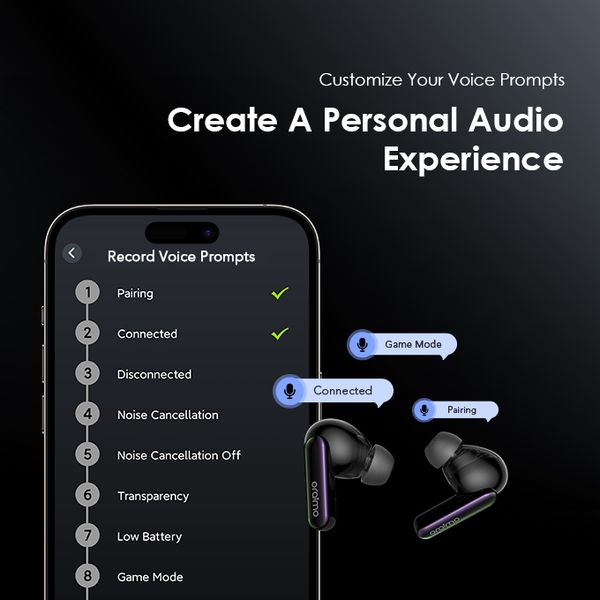 Customize Your Voice Prompts
Create A Personal Audio
Experience
Record Voice Prompts
1 Pairing
2 Connected
3 Disconnected
4 Noise Cancellation
5 Noise Cancellation Off
6 Transparency
7 Low Battery
8 Game Mode
Game Mode
Connected
Pairing
oraimo
oraimo